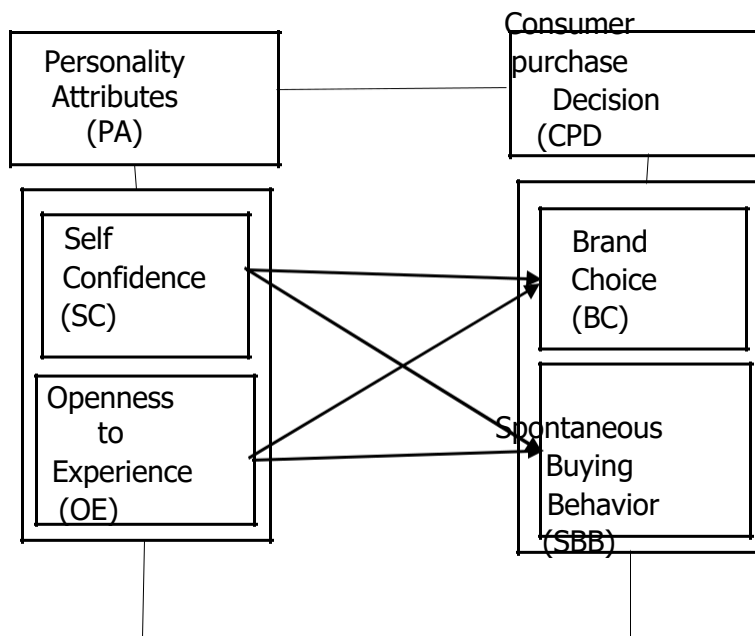 Personality
Attributes
(PA)
Consumer
purchase
Decision
(CPD
Self
Confidence
(SC)
Brand
Choice
(BC)
Openness
to
Experience
(OE)
Spontaneous
Buying
Behavior
(SBB)